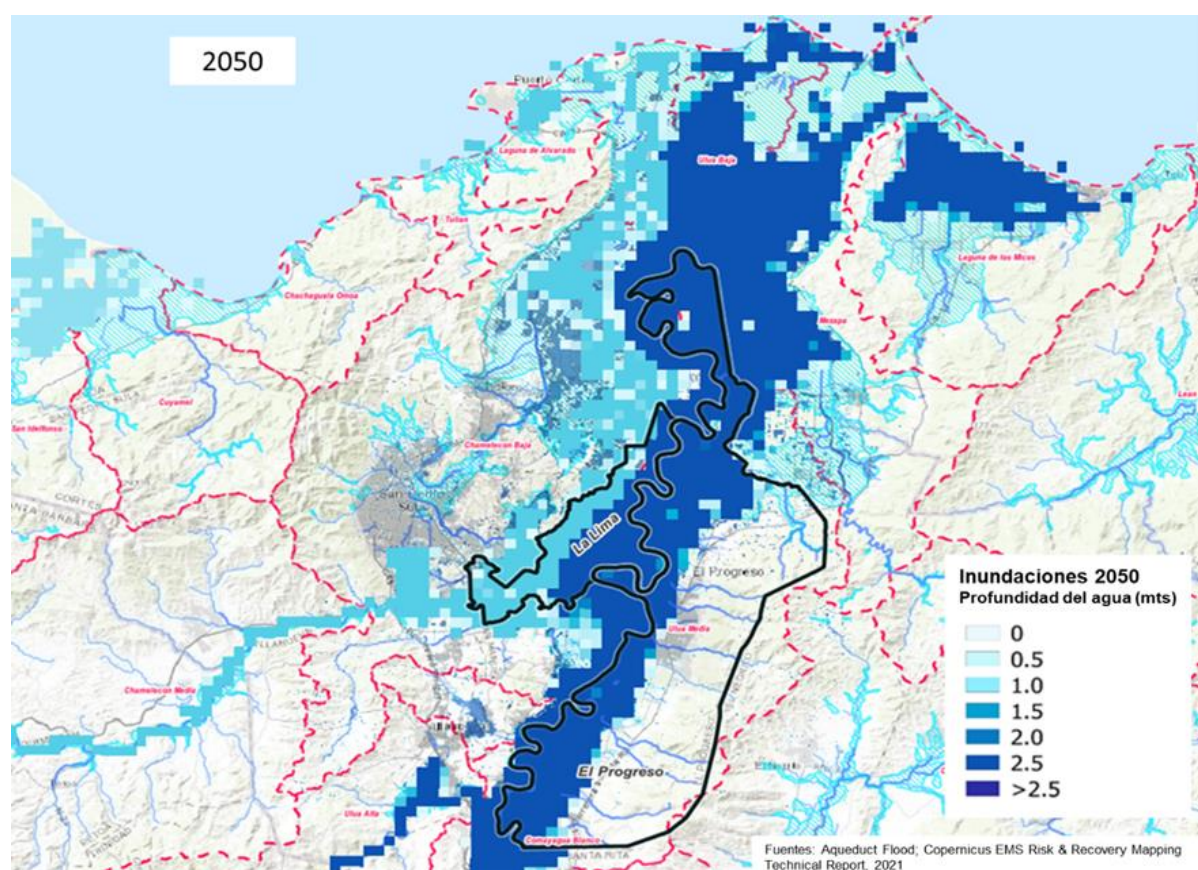 2050
Laguna de Alvarado
Ulua Baja
Tulian
Laguna de los Micos
Mezapa
Lean
Cuyamel
San Ildefonso
Chamelecon Baja
CORTES
La Lima
El Progreso
Ulua Media
Chamelecon Media
El Progreso
Ulua Alta
Comayagua Blanco
SANTA RITA
Inundaciones 2050
Profundidad del agua (mts)
0
0.5
1.0
1.5
2.0
2.5
>2.5
Fuentes: Aqueduct Flood; Copernicus EMS Risk & Recovery Mapping
Technical Report, 2021